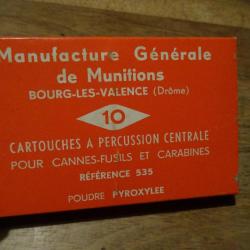 Manufacture Générale
de Munitions
BOURG-LES-VALENCE (Drôme)
10
CARTOUCHES A PERCUSSION CENTRALE
POUR CANNES-FUSILS ET CARABINES
RÉFÉRENCE 535
POUDRE PYROXYLEE